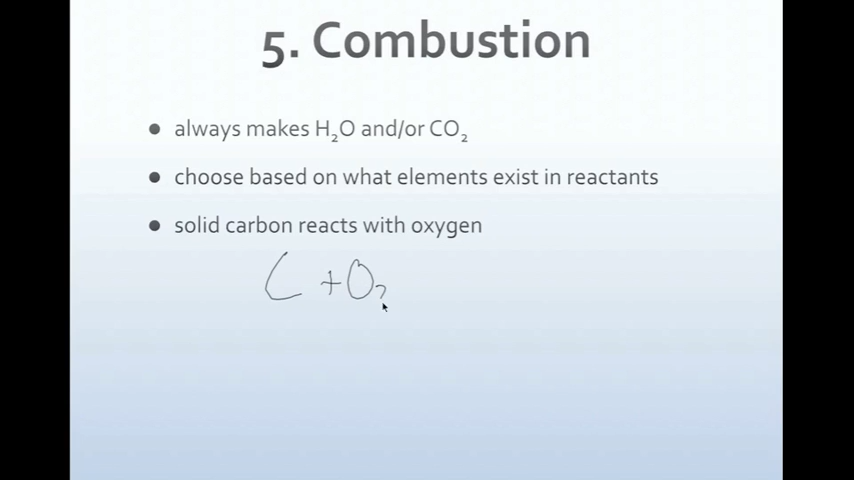 5. Combustion
• always makes H₂O and/or CO₂
• choose based on what elements exist in reactants
• solid carbon reacts with oxygen
C + O₂